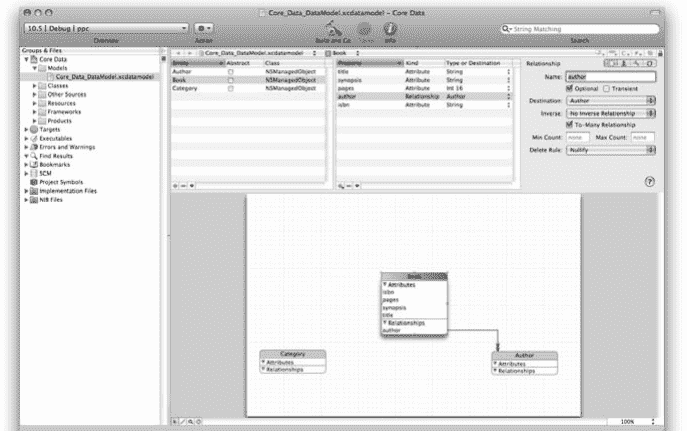 Core_Data_DataModel.xcdatamodel – Core Data
10.5 | Debug | ppc
String Matching
Overview Action Build and Go Info Search
Groups & Files
Core Data
Models
Core_Data_DataModel.xcdatamodel
Classes
Other Sources
Resources
Frameworks
Products
Targets
Executables
Errors and Warnings
Find Results
Bookmarks
SCM
Project Symbols
Implementation Files
NIB Files
Core_Data_DataModel.xcdatamodel Book
Entity Abstract Class
Author NSManagedObject
Book NSManagedObject
Category NSManagedObject
Property Kind Type or Destination
title Attribute String
synopsis Attribute String
pages Attribute Int 16
author Relationship Author
isbn Attribute String
Relationship
Name: author
Optional Transient
Destination: Author
Inverse: No Inverse Relationship
To-Many Relationship
Min Count: none Max Count: none
Delete Rule: Nullify
?
Book
Attributes
isbn
pages
synopsis
title
Relationships
author
Category
Attributes
Relationships
Author
Attributes
Relationships
100%